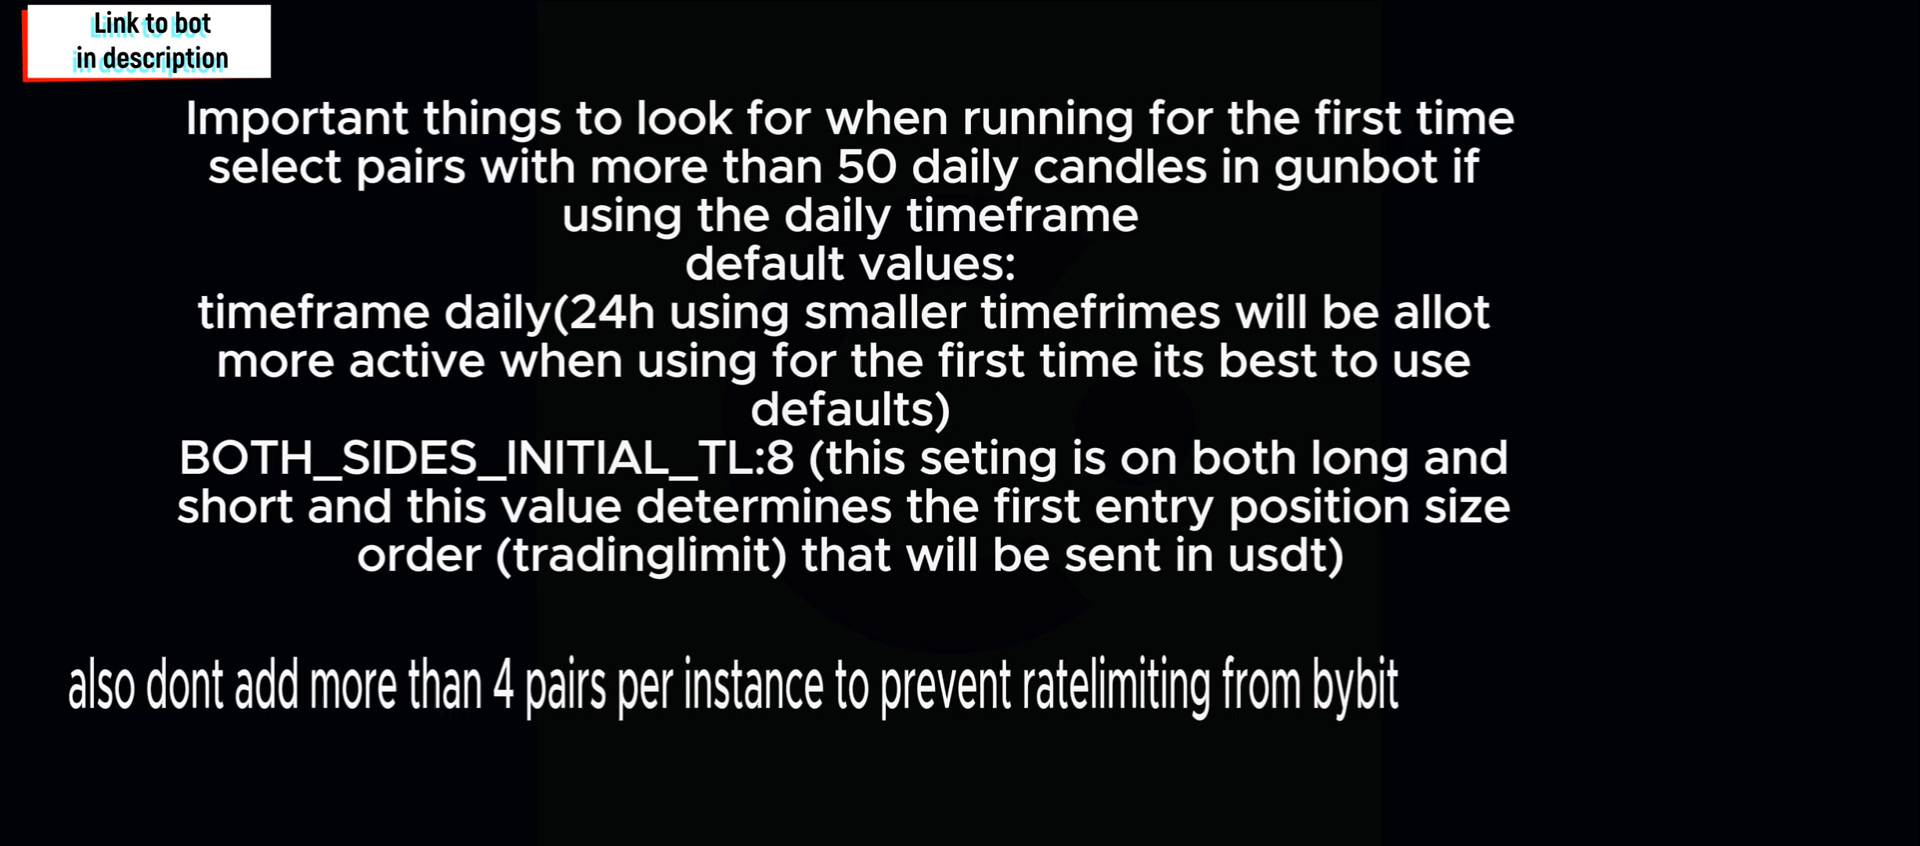 Link to bot
in description
Important things to look for when running for the first time
select pairs with more than 50 daily candles in gunbot if
using the daily timeframe
default values:
timeframe daily(24h using smaller timefrimes will be allot
more active when using for the first time its best to use
defaults)
BOTH_SIDES_INITIAL_TL:8 (this seting is on both long and
short and this value determines the first entry position size
order (tradinglimit) that will be sent in usdt)
also dont add more than 4 pairs per instance to prevent ratelimiting from bybit